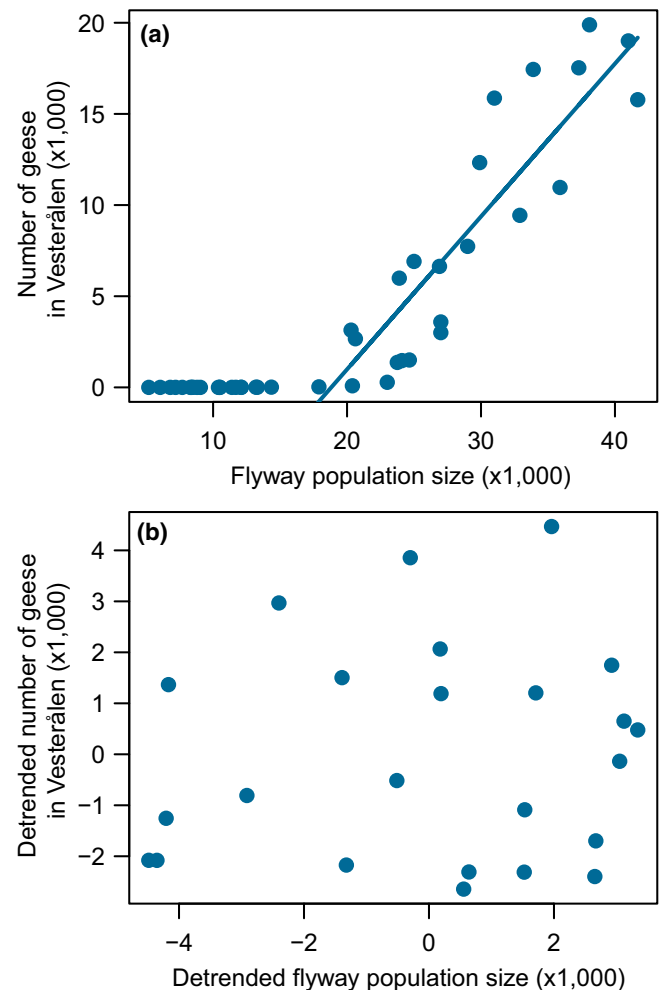 (a)
20
15
10
5
0
Number of geese
in Vesterålen (x1,000)
10 20 30 40
Flyway population size (x1,000)
(b)
4
3
2
1
0
−1
−2
Detrended number of geese
in Vesterålen (x1,000)
−4 −2 0 2
Detrended flyway population size (x1,000)